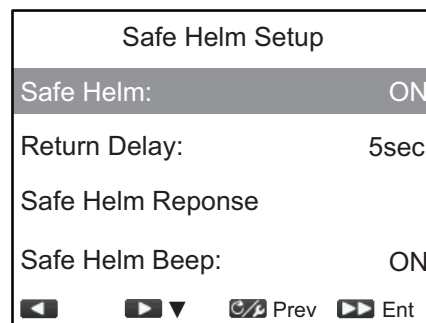 Safe Helm Setup
Safe Helm: ON
Return Delay: 5sec
Safe Helm Reponse
Safe Helm Beep: ON
Prev Ent